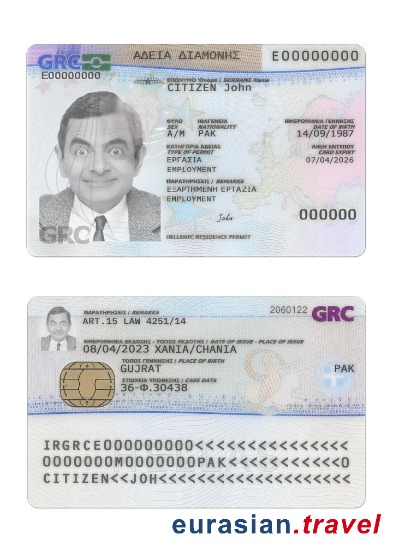 GRC
ΑΔΕΙΑ ΔΙΑΜΟΝΗΣ
E00000000
E00000000
ΕΠΩΝΥΜΟ Όνομα / SURNAME Name
CITIZEN John
ΦΥΛΟ ΙΘΑΓΕΝΕΙΑ ΗΜΕΡΟΜΗΝΙΑ ΓΕΝΝΗΣΗΣ
SEX NATIONALITY DATE OF BIRTH
A/M PAK 14/09/1987
ΚΑΤΗΓΟΡΙΑ ΑΔΕΙΑΣ ΛΗΞΗ ΕΝΤΥΠΟΥ
TYPE OF PERMIT CARD EXPIRY
ΕΡΓΑΣΙΑ 07/04/2026
EMPLOYMENT
ΠΑΡΑΤΗΡΗΣΕΙΣ / REMARKS
ΕΞΑΡΤΗΜΕΝΗ ΕΡΤΑΖΙΑ
EMPLOYMENT
John
000000
GRC
HELLENIC RESIDENCE PERMIT
2060122 GRC
ΠΑΡΑΤΗΡΗΣΕΙΣ / REMARKS
ART.15 LAW 4251/14
ΗΜΕΡΟΜΗΝΙΑ ΕΚΔΟΣΗΣ - ΤΟΠΟΣ ΕΚΔΟΣΗΣ / DATE OF ISSUE - PLACE OF ISSUE
08/04/2023 XANIA/CHANIA
ΤΟΠΟΣ ΓΕΝΝΗΣΗΣ / PLACE OF BIRTH
GUJRAT
PAK
ΣΤΟΙΧΕΙΑ ΥΠΟΘΕΣΗΣ / CASE DATA
36-Φ.30438
IRGRCE00000000<<<<<<<<<<<<<<<
0000000M0000000PAK<<<<<<<<<<0
CITIZEN<<JOH<<<<<<<<<<<<<<<<<
eurasian.travel